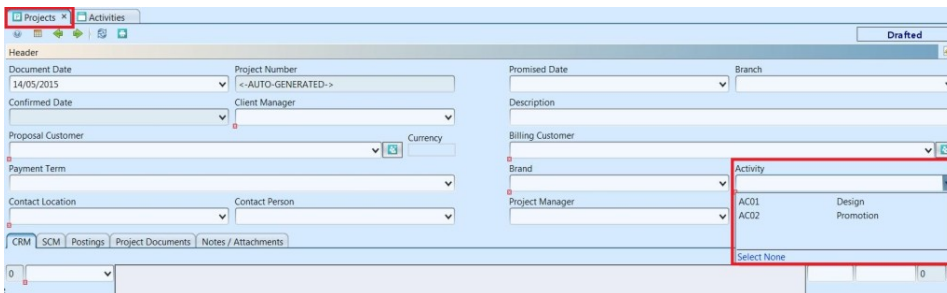 Projects Activities
Drafted
Header
Document Date Project Number Promised Date Branch
14/05/2015 <-AUTO-GENERATED->
Confirmed Date Client Manager Description
Proposal Customer Currency Billing Customer
Payment Term Brand Activity
AC01 Design
Contact Location Contact Person Project Manager
AC02 Promotion
CRM SCM Postings Project Documents Notes / Attachments
Select None
0 0